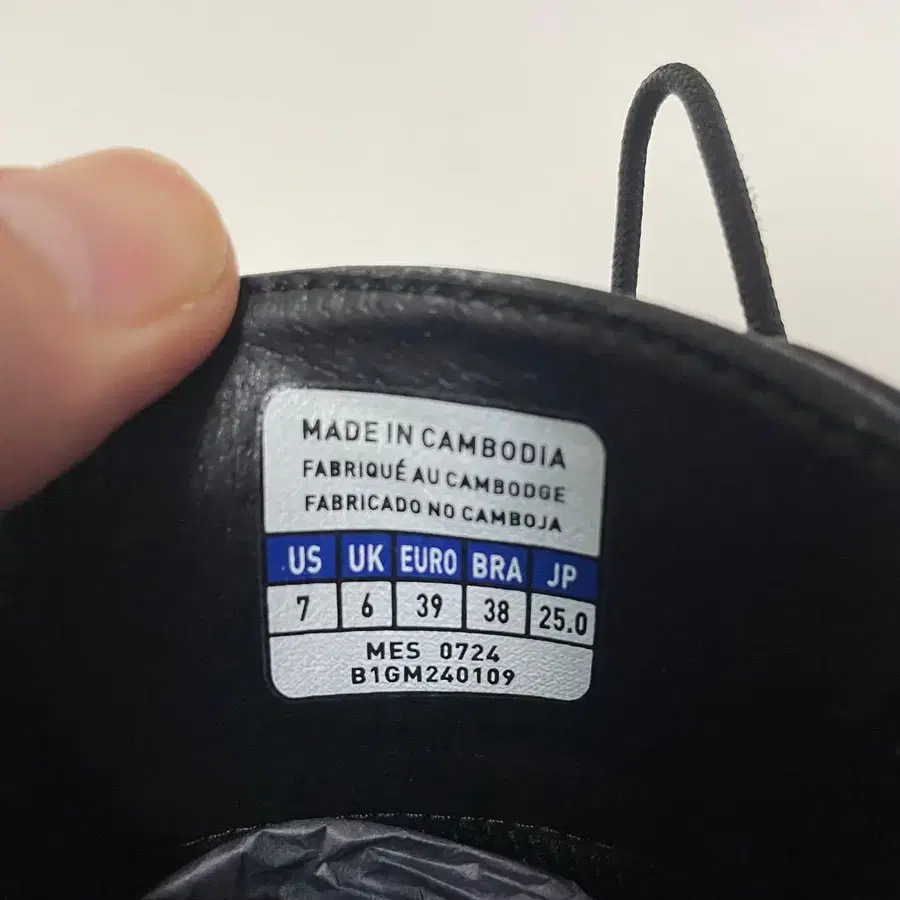 MADE IN CAMBODIA
FABRIQUÉ AU CAMBODGE
FABRICADO NO CAMBOJA
US UK EURO BRA JP
7 6 39 38 25.0
MES 0724
B1GM240109